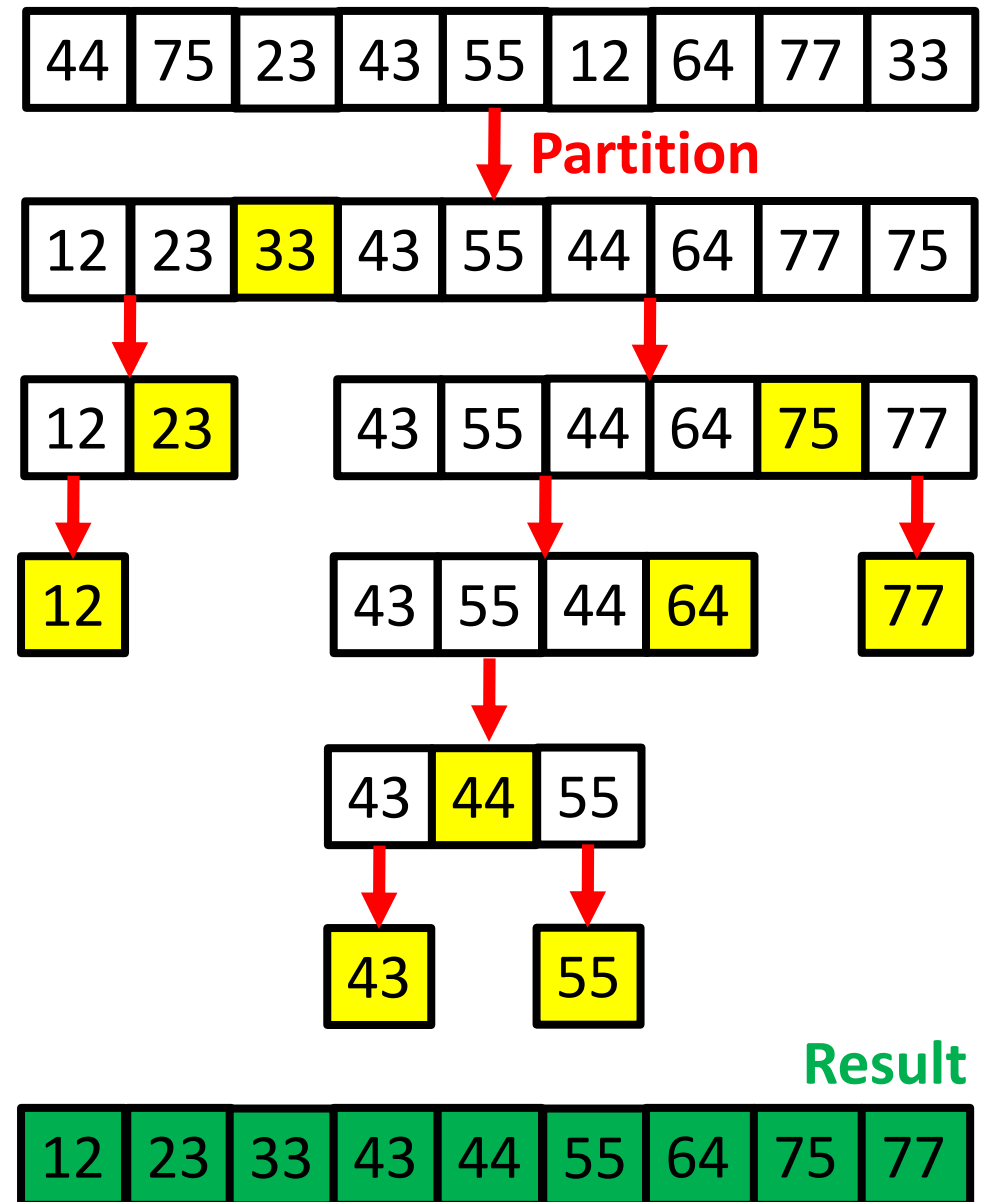 44 75 23 43 55 12 64 77 33
Partition
12 23 33 43 55 44 64 77 75
12 23 43 55 44 64 75 77
12 43 55 44 64 77
43 44 55
43 55
Result
12 23 33 43 44 55 64 75 77